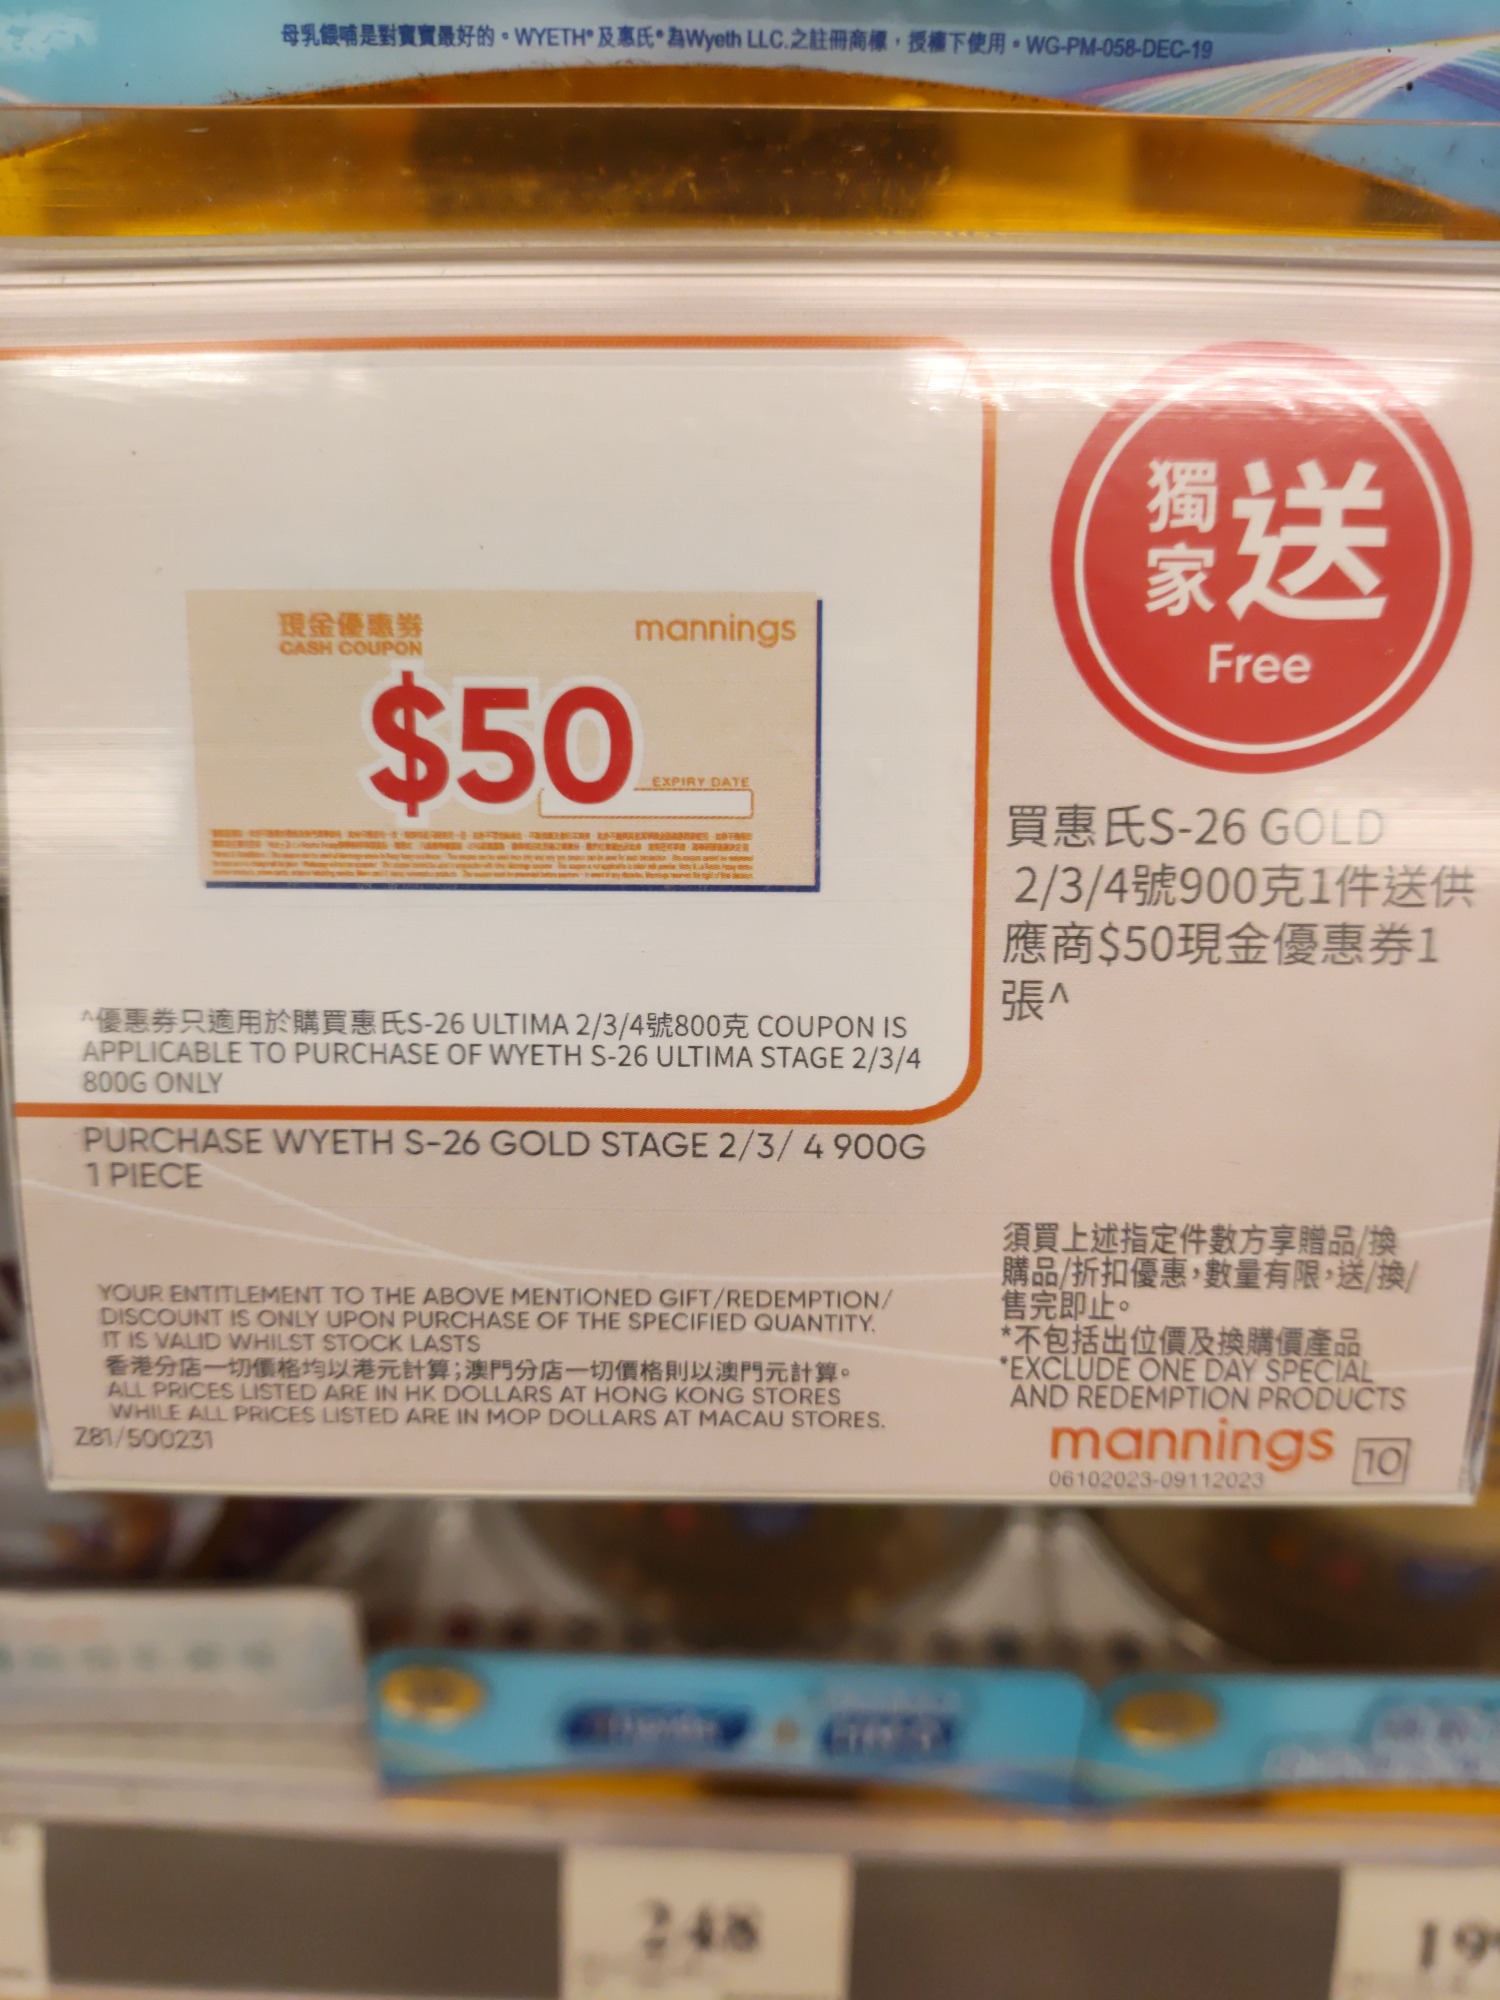 母乳餵哺是對寶寶最好的。WYETH®及惠氏®為Wyeth LLC.之註冊商標，授權下使用。WG-PM-058-DEC-19
獨家 送
Free
現金優惠券
CASH COUPON
mannings
$50
EXPIRY DATE
買惠氏S-26 GOLD
2/3/4號900克1件送供
應商$50現金優惠券1
張^
^優惠券只適用於購買惠氏S-26 ULTIMA 2/3/4號800克 COUPON IS
APPLICABLE TO PURCHASE OF WYETH S-26 ULTIMA STAGE 2/3/4
800G ONLY
PURCHASE WYETH S-26 GOLD STAGE 2/3/ 4 900G
1 PIECE
YOUR ENTITLEMENT TO THE ABOVE MENTIONED GIFT/REDEMPTION/
DISCOUNT IS ONLY UPON PURCHASE OF THE SPECIFIED QUANTITY.
IT IS VALID WHILST STOCK LASTS
香港分店一切價格均以港元計算;澳門分店一切價格則以澳門元計算。
ALL PRICES LISTED ARE IN HK DOLLARS AT HONG KONG STORES
WHILE ALL PRICES LISTED ARE IN MOP DOLLARS AT MACAU STORES.
Z81/500231
須買上述指定件數方享贈品/換
購品/折扣優惠,數量有限,送/換/
售完即止。
*不包括出位價及換購價產品
*EXCLUDE ONE DAY SPECIAL
AND REDEMPTION PRODUCTS
mannings 10
06102023-09112023
248